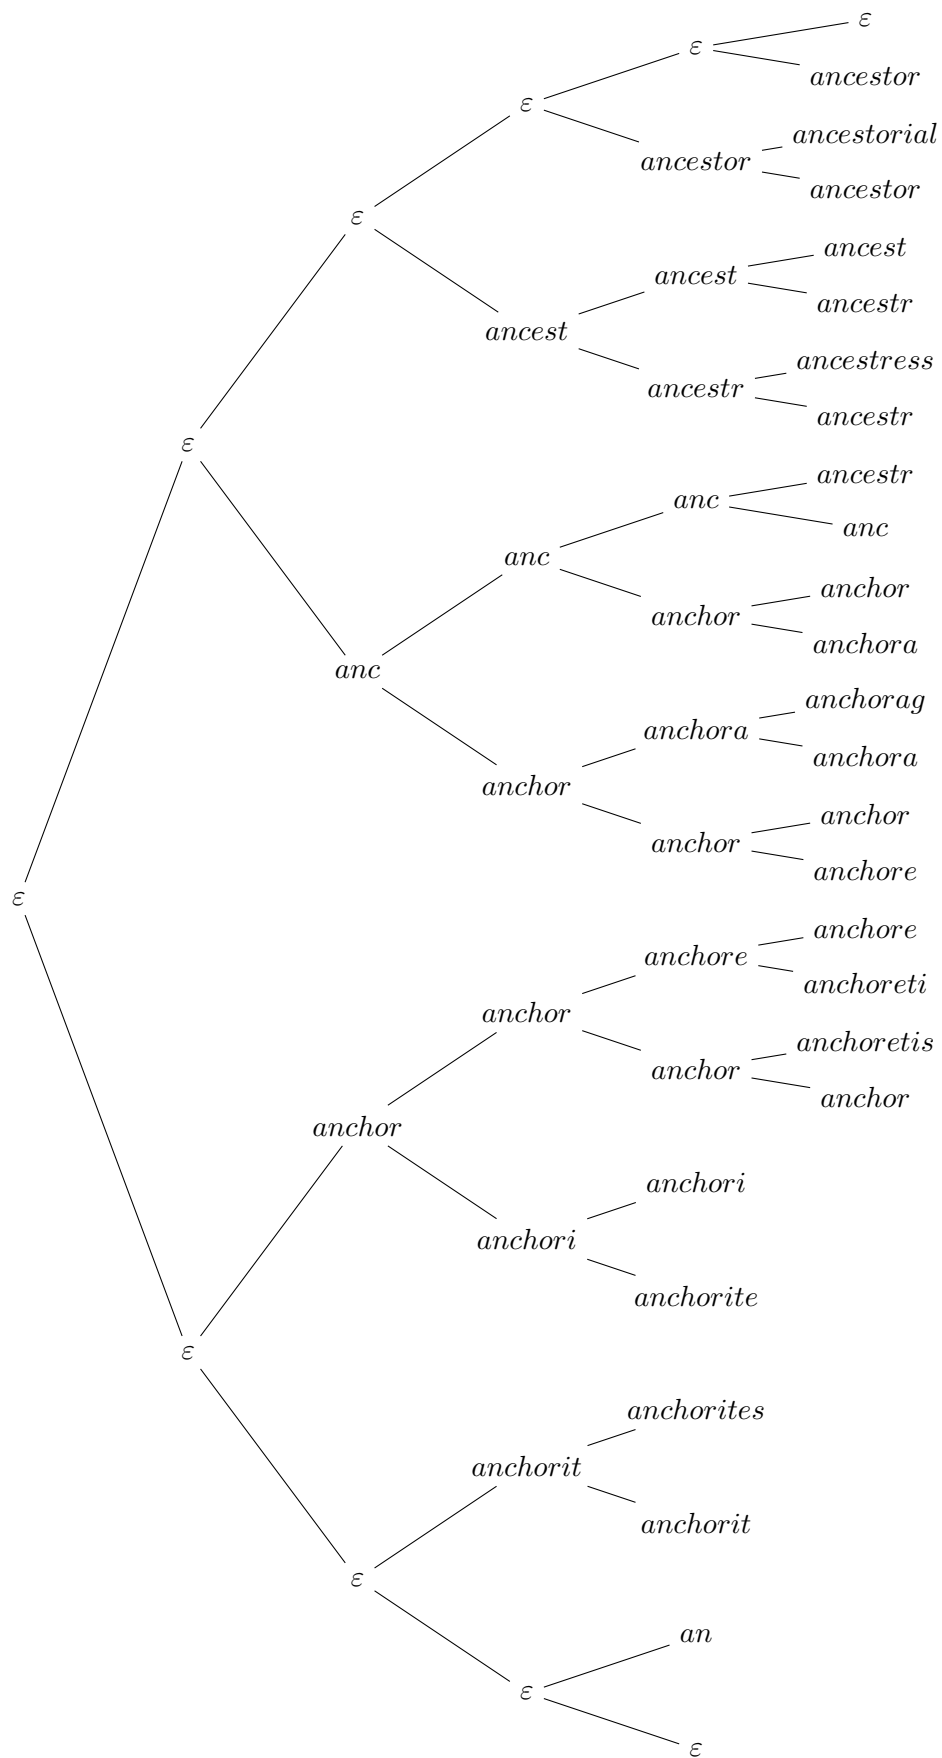 ε
ε
ancestor
ε
ancestorial
ancestor
ancestor
ε
ancest
ancest
ancestr
ancest
ancestress
ancestr
ancestr
ε
ancestr
anc
anc
anc
anchor
anchor
anchora
anc
anchorag
anchora
anchora
anchor
anchor
anchor
anchore
ε
anchore
anchore
anchoreti
anchor
anchoretis
anchor
anchor
anchor
anchori
anchori
anchorite
ε
anchorites
anchorit
anchorit
ε
an
ε
ε